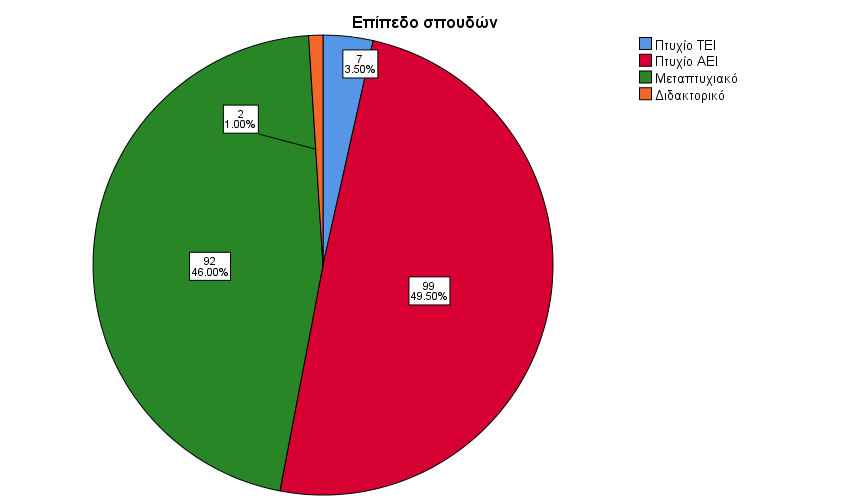 Επίπεδο σπουδών
Πτυχίο ΤΕΙ
Πτυχίο ΑΕΙ
Μεταπτυχιακό
Διδακτορικό
7
3.50%
2
1.00%
92
46.00%
99
49.50%